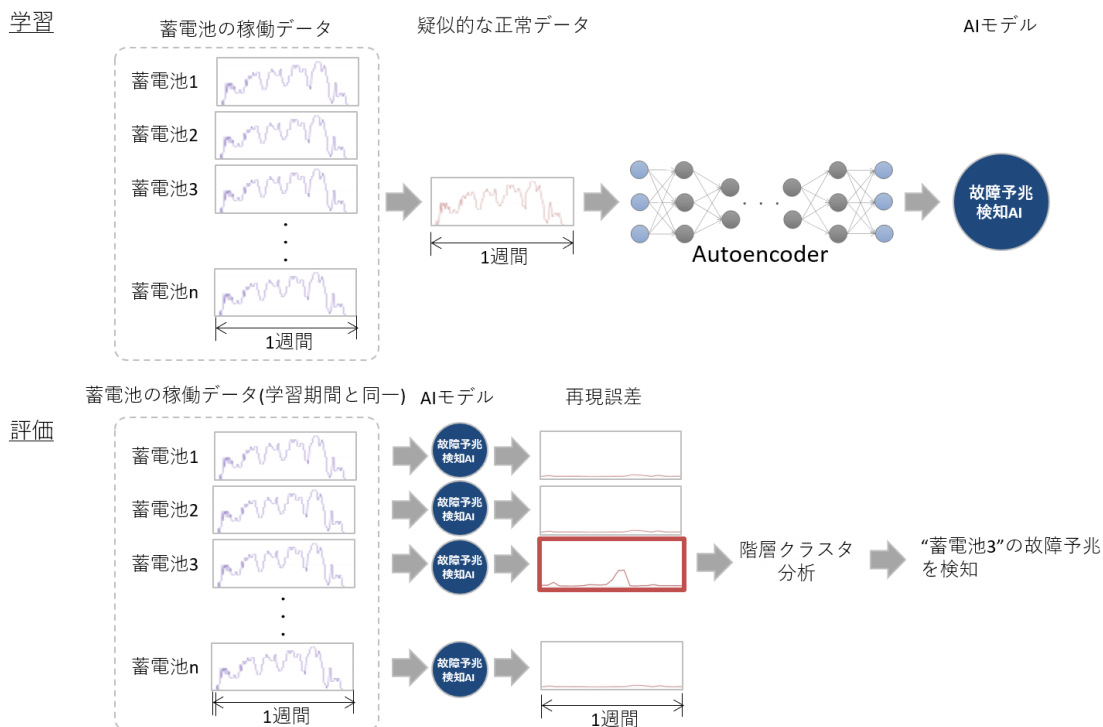 学習
蓄電池の稼働データ
疑似的な正常データ
AIモデル
蓄電池1
蓄電池2
蓄電池3
・
・
・
蓄電池n
1週間
1週間
Autoencoder
・・・
故障予兆
検知AI
蓄電池の稼働データ(学習期間と同一)
AIモデル
再現誤差
評価
蓄電池1
故障予兆
検知AI
蓄電池2
故障予兆
検知AI
蓄電池3
故障予兆
検知AI
階層クラスタ
分析
“蓄電池3”の故障予兆
を検知
・
・
・
蓄電池n
故障予兆
検知AI
1週間
1週間